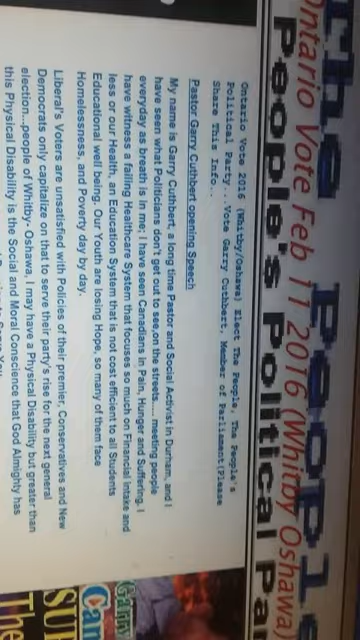 The People's
Ontario Vote Feb 11 2016 (Whitby Oshawa
People's Political Pa
Ontario Vote 2016 (Whitby/Oshawa) Elect The People, The People's
Political Party...Vote Garry Cuthbert, Member of Parliament(Please
Share This Info...
Pastor Garry Cuthbert opening Speech
My name is Garry Cuthbert, a long time Pastor and Social Activist in Durham, and I
have seen what Politicians don't get out to see,on the streets..... meeting people
everyday as breath is in me; I have seen Canadians in Pain, Hunger and Suffering. I
have witness a failing Healthcare System that focuses so much on Financial Intake and
less or our Health, an Education System that is not cost efficient to all Students
Educational well being. Our Youth are losing Hope, so many of them face
Homelessness, and Poverty day by day.
Liberal's Voters are unsatisfied with Policies of their premier, Conservatives and New
Democrats only capitalize on that to serve their party's rise for the next general
election...people of Whitby- Oshawa, I may have a Physical Disability but greater than
this Physical Disability is the Social and Moral Conscience that God Almighty has
Garry
Can
SUP
The